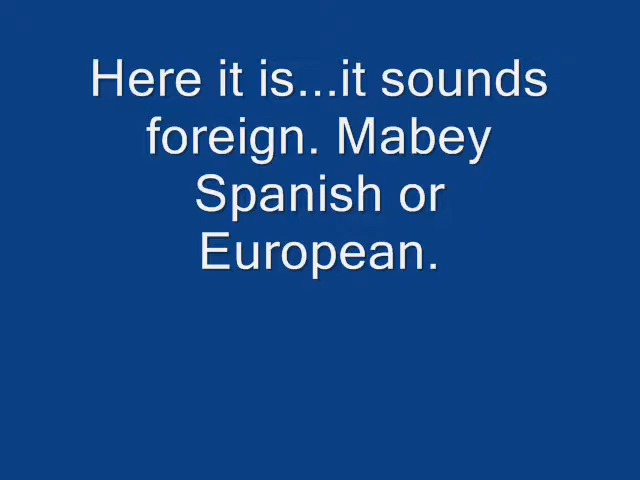 Here it is...it sounds
foreign. Mabey
Spanish or
European.